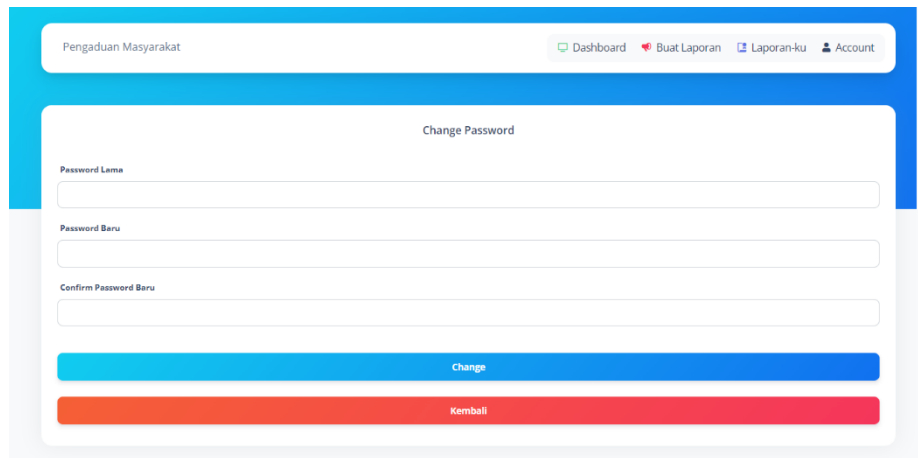 Pengaduan Masyarakat
Dashboard Buat Laporan Laporan-ku Account
Change Password
Password Lama
Password Baru
Confirm Password Baru
Change
Kembali